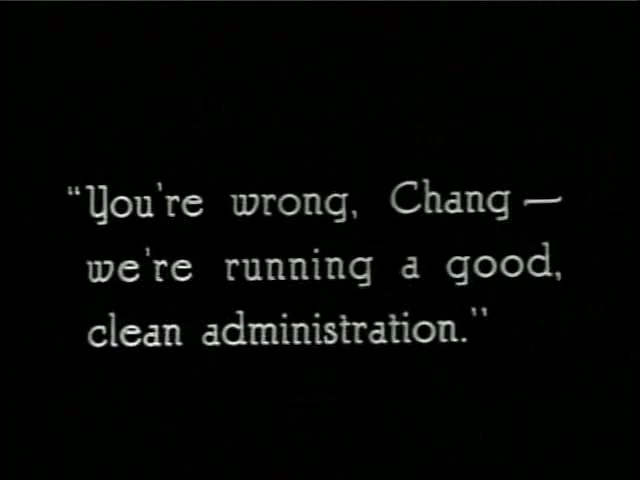 "You're wrong, Chang —
we're running a good,
clean administration."